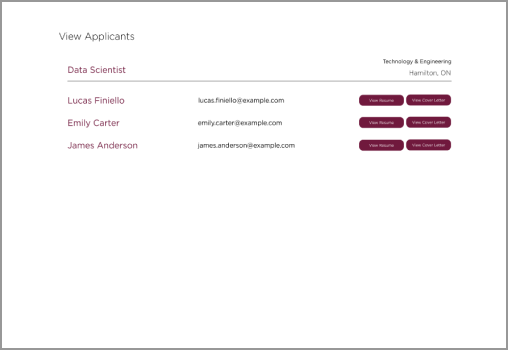 View Applicants
Technology & Engineering
Data Scientist
Hamilton, ON
Lucas Finiello lucas.finiello@example.com View Resume View Cover Letter
Emily Carter emily.carter@example.com View Resume View Cover Letter
James Anderson james.anderson@example.com View Resume View Cover Letter